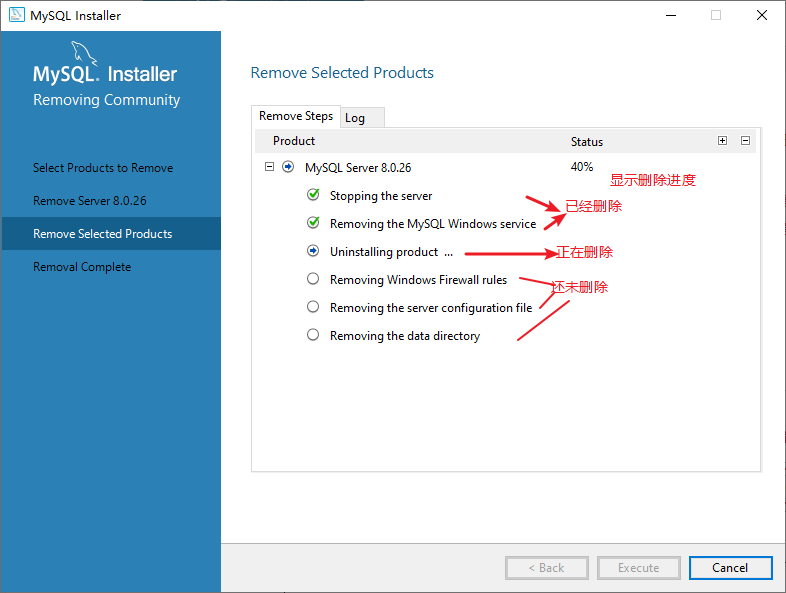 MySQL Installer
MySQL. Installer
Removing Community
Select Products to Remove
Remove Server 8.0.26
Remove Selected Products
Removal Complete
Remove Selected Products
Remove Steps
Log
Product
Status
MySQL Server 8.0.26
40%
显示删除进度
Stopping the server
已经删除
Removing the MySQL Windows service
Uninstalling product ...
正在删除
Removing Windows Firewall rules
还未删除
Removing the server configuration file
Removing the data directory
< Back
Execute
Cancel